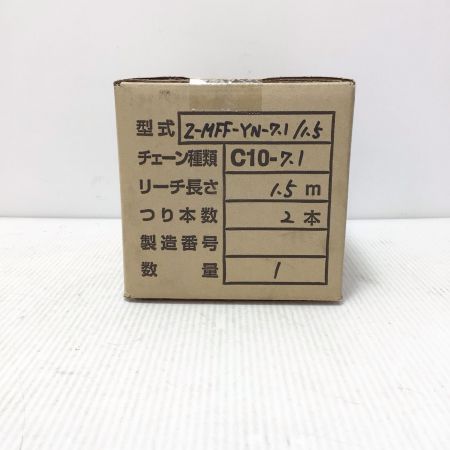 型式 2-MFF-YN-7.1/1.5
チェーン種類 C10-7.1
リーチ長さ 1.5 m
つり本数 2 本
製造番号
数量 1